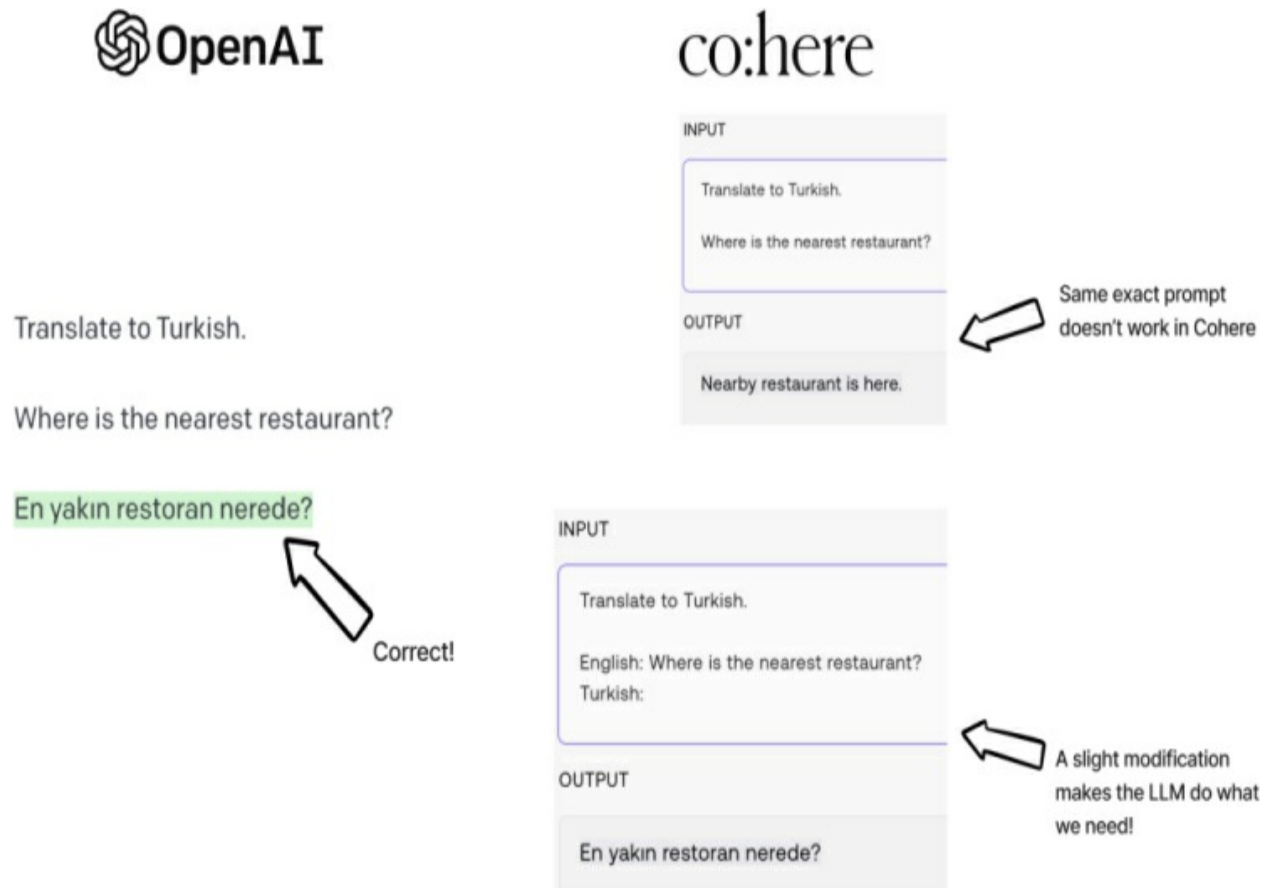 OpenAI
Translate to Turkish.
Where is the nearest restaurant?
En yakın restoran nerede?
Correct!
co:here
INPUT
Translate to Turkish.
Where is the nearest restaurant?
OUTPUT
Nearby restaurant is here.
Same exact prompt
doesn't work in Cohere
INPUT
Translate to Turkish.
English: Where is the nearest restaurant?
Turkish:
OUTPUT
En yakın restoran nerede?
A slight modification
makes the LLM do what
we need!